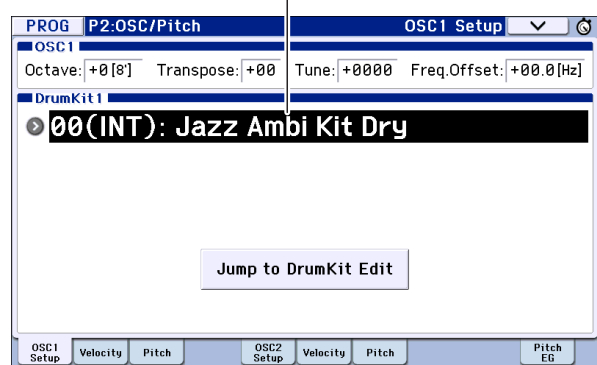 PROG P2:OSC/Pitch OSC1 Setup
OSC1
Octave: +0[8'] Transpose: +00 Tune: +0000 Freq.Offset: +00.0[Hz]
DrumKit1
00(INT): Jazz Ambi Kit Dry
Jump to DrumKit Edit
OSC1 Setup Velocity Pitch OSC2 Setup Velocity Pitch Pitch EG